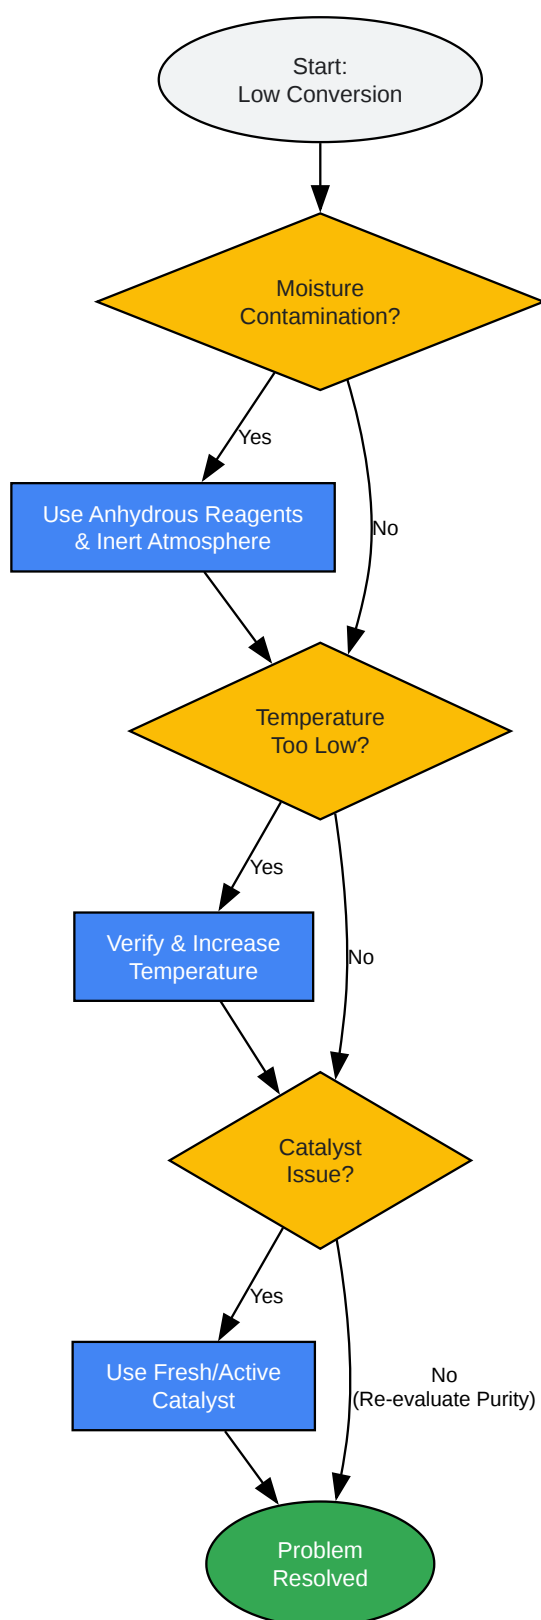 Start:
Low Conversion
Moisture
Contamination?
Yes
Use Anhydrous Reagents
& Inert Atmosphere
No
Temperature
Too Low?
Yes
Verify & Increase
Temperature
No
Catalyst
Issue?
Yes
Use Fresh/Active
Catalyst
No
(Re-evaluate Purity)
Problem
Resolved